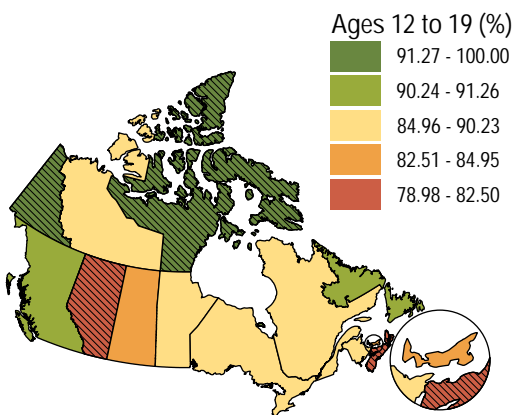 Ages 12 to 19 (%)
91.27 - 100.00
90.24 - 91.26
84.96 - 90.23
82.51 - 84.95
78.98 - 82.50